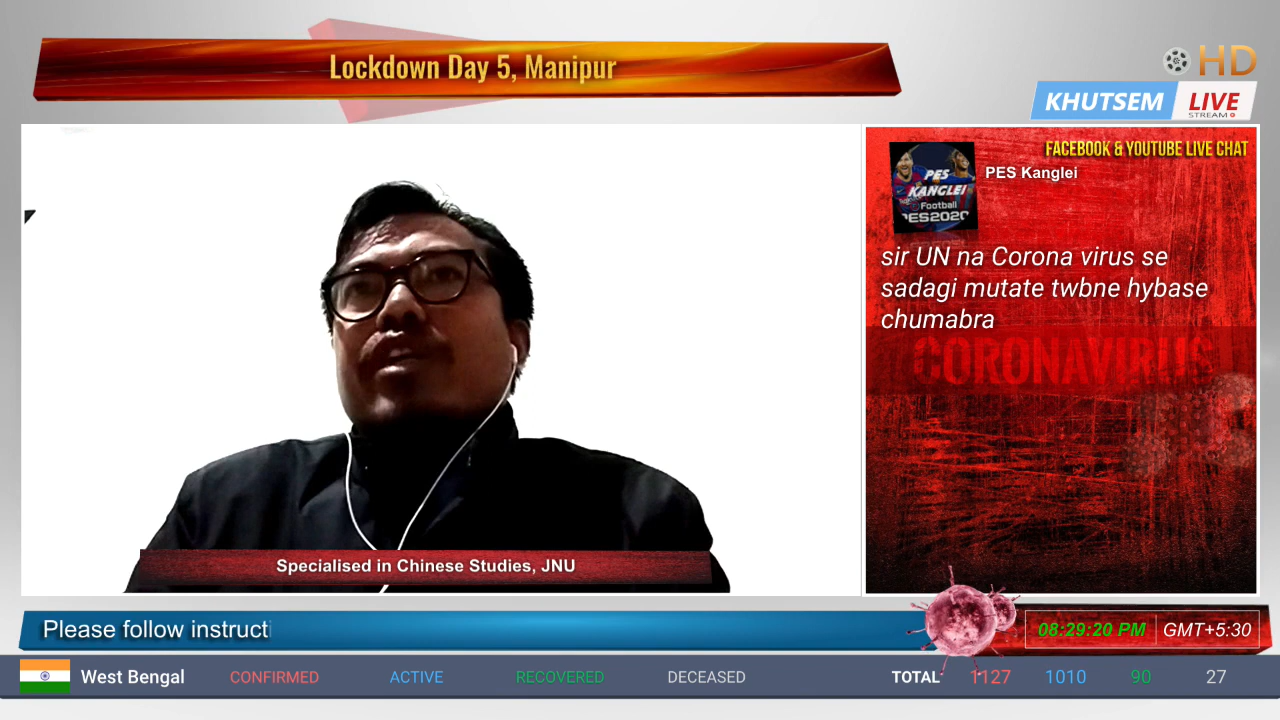 Lockdown Day 5, Manipur
HD
KHUTSEM LIVE
STREAM
FACEBOOK & YOUTUBE LIVE CHAT
PES
KANGLEI
Football
PES2020
PES Kanglei
sir UN na Corona virus se
sadagi mutate twbne hybase
chumabra
CORONAVIRUS
Specialised in Chinese Studies, JNU
Please follow instruct
08:29:20 PM GMT+5:30
West Bengal CONFIRMED ACTIVE RECOVERED DECEASED TOTAL 1127 1010 90 27